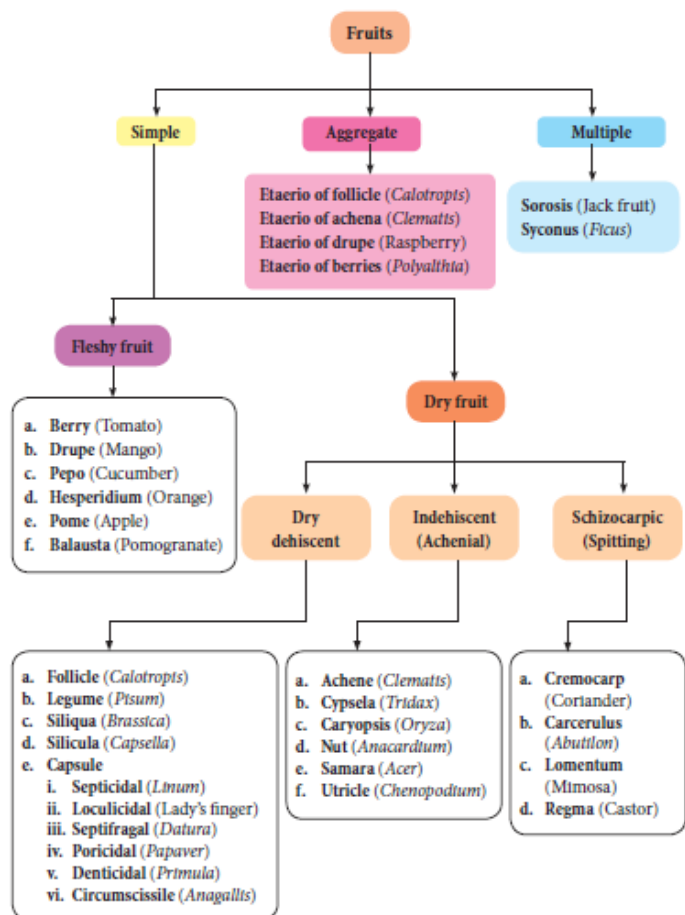 Fruits
Simple
Aggregate
Multiple
Etaerio of follicle (Calotropis)
Etaerio of achena (Clematis)
Etaerio of drupe (Raspberry)
Etaerio of berries (Polyalthia)
Sorosis (Jack fruit)
Syconus (Ficus)
Fleshy fruit
Dry fruit
a. Berry (Tomato)
b. Drupe (Mango)
c. Pepo (Cucumber)
d. Hesperidium (Orange)
e. Pome (Apple)
f. Balausta (Pomogranate)
Dry
dehiscent
Indehiscent
(Achenial)
Schizocarpic
(Spitting)
a. Follicle (Calotropis)
b. Legume (Pisum)
c. Siliqua (Brassica)
d. Silicula (Capsella)
e. Capsule
i. Septicidal (Linum)
ii. Loculicidal (Lady's finger)
iii. Septifragal (Datura)
iv. Poricidal (Papaver)
v. Denticidal (Primula)
vi. Circumscissile (Anagallis)
a. Achene (Clematis)
b. Cypsela (Tridax)
c. Caryopsis (Oryza)
d. Nut (Anacardium)
e. Samara (Acer)
f. Utricle (Chenopodium)
a. Cremocarp
(Coriander)
b. Carcerulus
(Abutilon)
c. Lomentum
(Mimosa)
d. Regma (Castor)